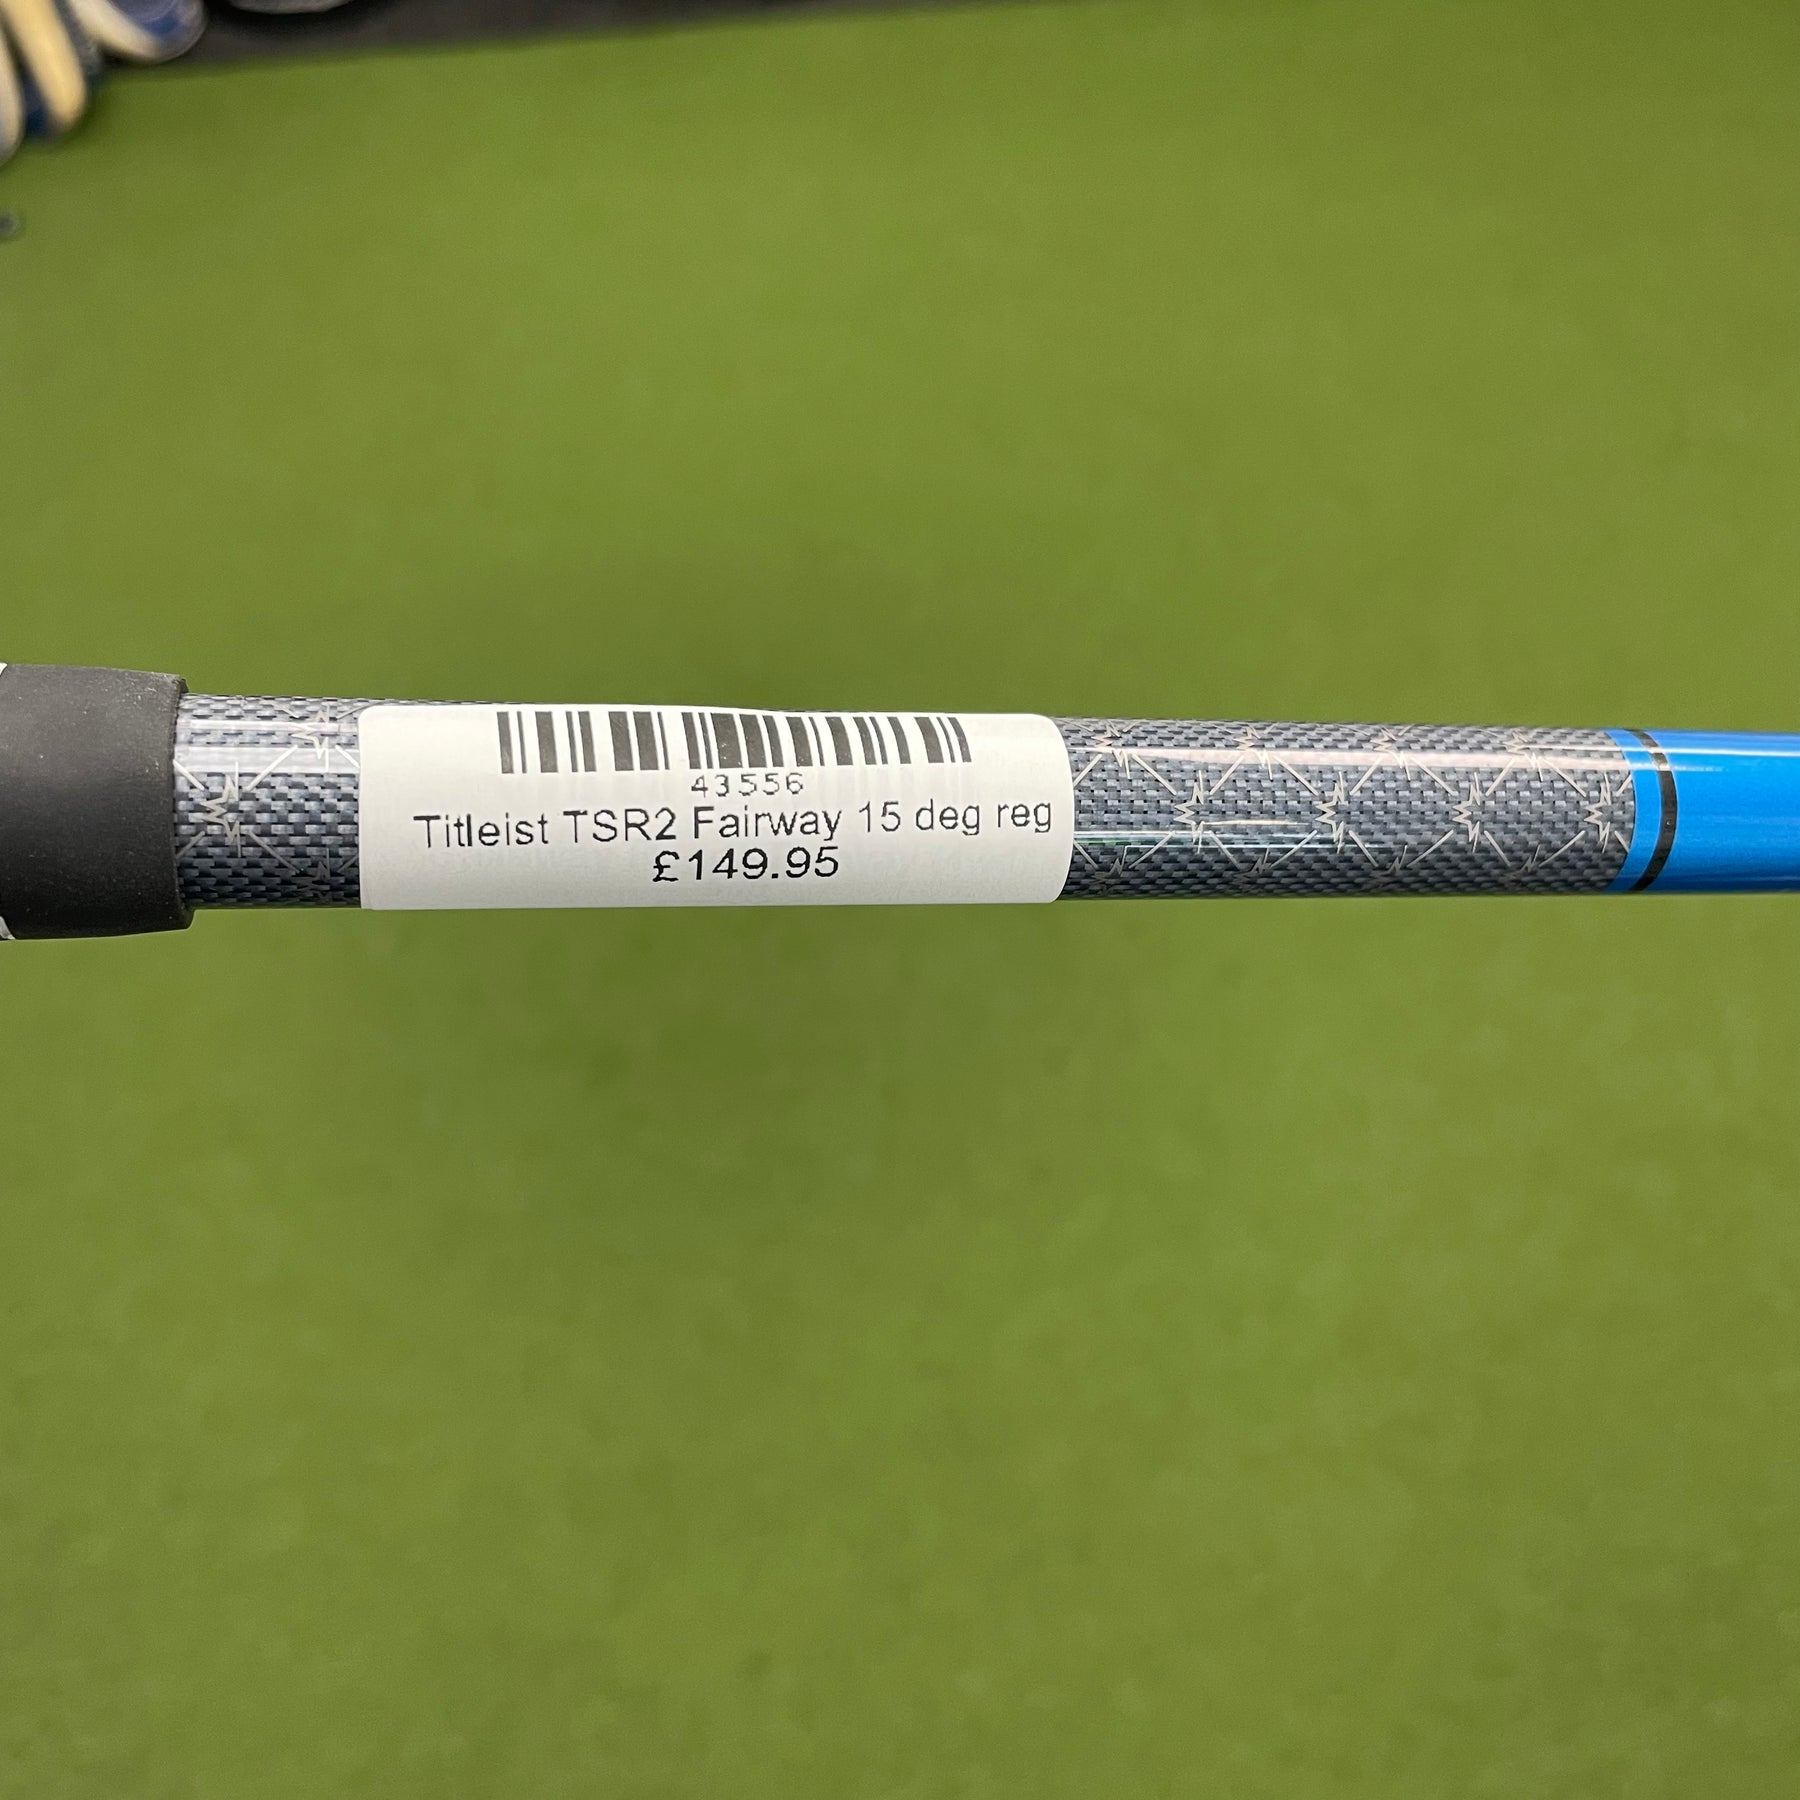 43556
Titleist TSR2 Fairway 15 deg reg
£149.95